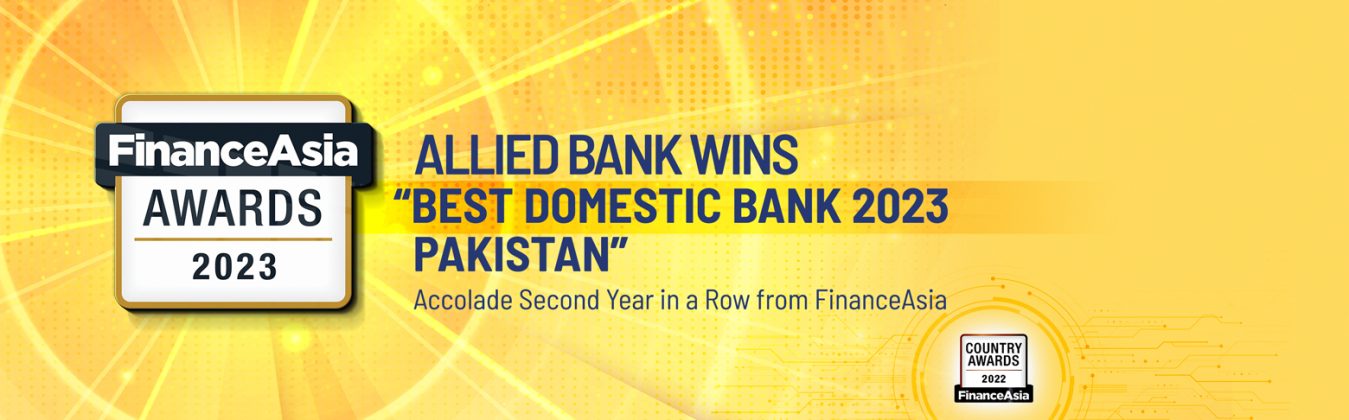 FinanceAsia
AWARDS
2023
ALLIED BANK WINS
“BEST DOMESTIC BANK 2023
PAKISTAN”
Accolade Second Year in a Row from FinanceAsia
COUNTRY
AWARDS
2022
FinanceAsia